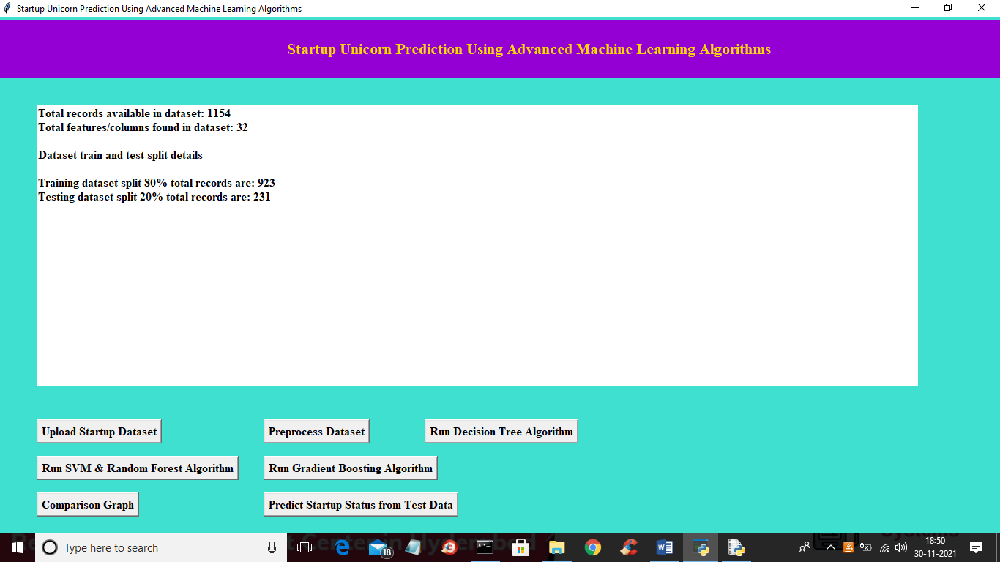 Startup Unicorn Prediction Using Advanced Machine Learning Algorithms
Startup Unicorn Prediction Using Advanced Machine Learning Algorithms
Total records available in dataset: 1154
Total features/columns found in dataset: 32
Dataset train and test split details
Training dataset split 80% total records are: 923
Testing dataset split 20% total records are: 231
Upload Startup Dataset
Preprocess Dataset
Run Decision Tree Algorithm
Run SVM & Random Forest Algorithm
Run Gradient Boosting Algorithm
Comparison Graph
Predict Startup Status from Test Data
Type here to search
18
18:50
30-11-2021